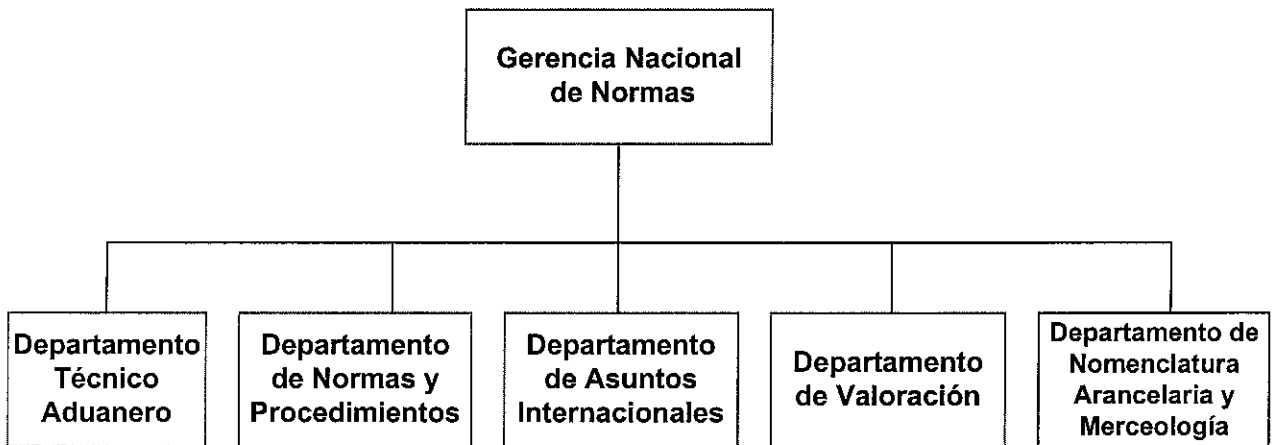 Gerencia Nacional
de Normas
Departamento
Técnico
Aduanero
Departamento
de Normas y
Procedimientos
Departamento
de Asuntos
Internacionales
Departamento
de Valoración
Departamento de
Nomenclatura
Arancelaria y
Merceología